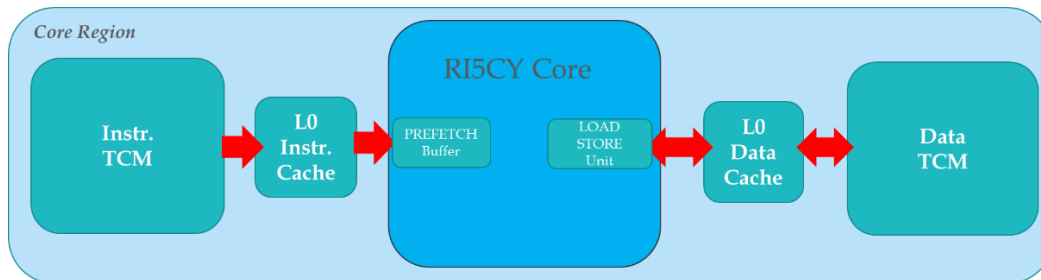 Core Region
RI5CY Core
Instr.
TCM
L0
Instr.
Cache
PREFETCH
Buffer
LOAD
STORE
Unit
L0
Data
Cache
Data
TCM